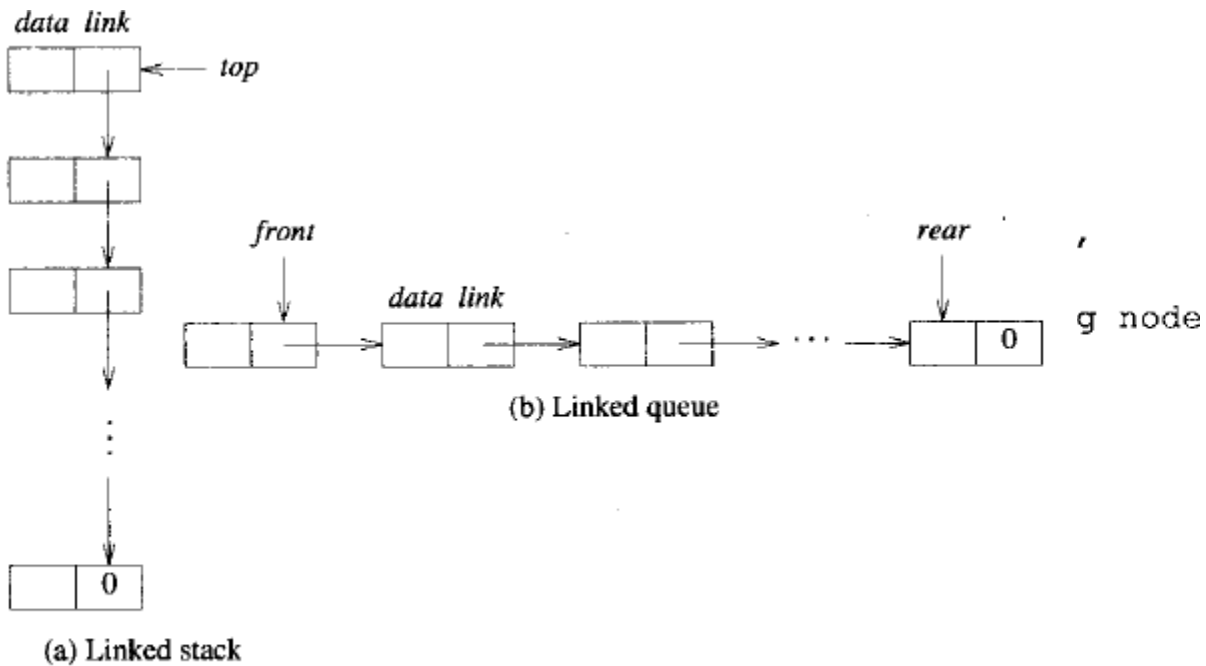 data link
top
front
rear
,
data link
g node
0
...
(b) Linked queue
...
0
(a) Linked stack